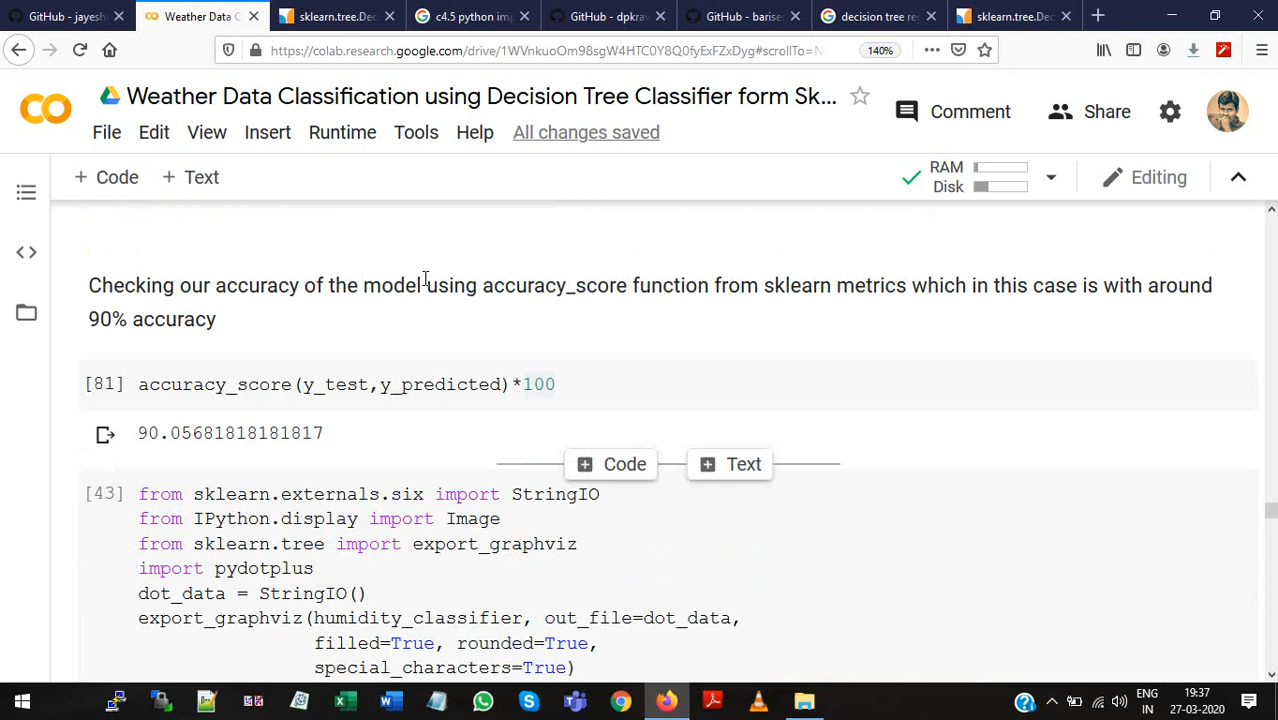 GitHub - jayesh
Weather Data C
sklearn.tree.Dec
c4.5 python imp
GitHub - dpkrav
GitHub - barise
decision tree reg
sklearn.tree.Dec
https://colab.research.google.com/drive/1WVnkuoOm98sgW4HTC0Y8Q0fyExFZxDyg#scrollTo=N
140%
Weather Data Classification using Decision Tree Classifier form Sk...
Comment
Share
File Edit View Insert Runtime Tools Help All changes saved
+ Code + Text
RAM
Disk
Editing
Checking our accuracy of the model using accuracy_score function from sklearn metrics which in this case is with around
90% accuracy
[81] accuracy_score(y_test,y_predicted)*100
90.05681818181817
Code Text
[43] from sklearn.externals.six import StringIO
from IPython.display import Image
from sklearn.tree import export_graphviz
import pydotplus
dot_data = StringIO()
export_graphviz(humidity_classifier, out_file=dot_data,
filled=True, rounded=True,
special_characters=True)
ENG
IN
19:37
27-03-2020